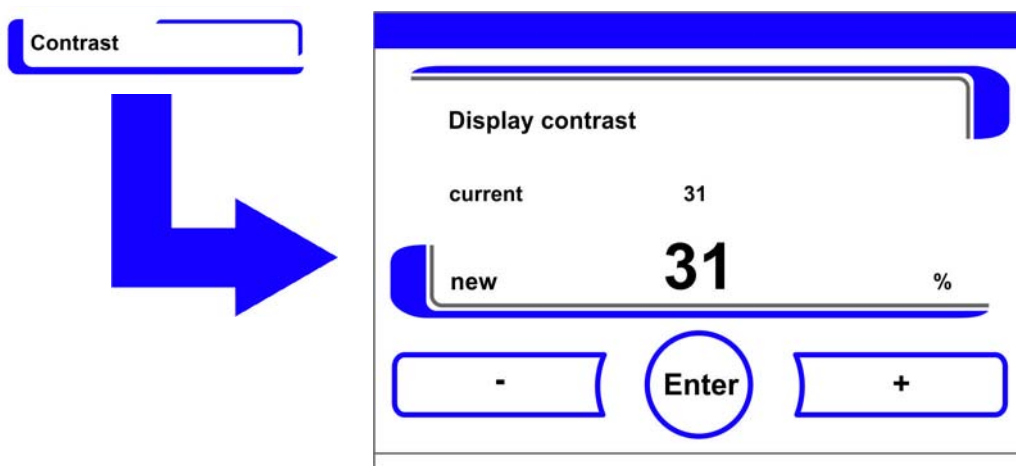 Contrast
Display contrast
current 31
new 31 %
- Enter +